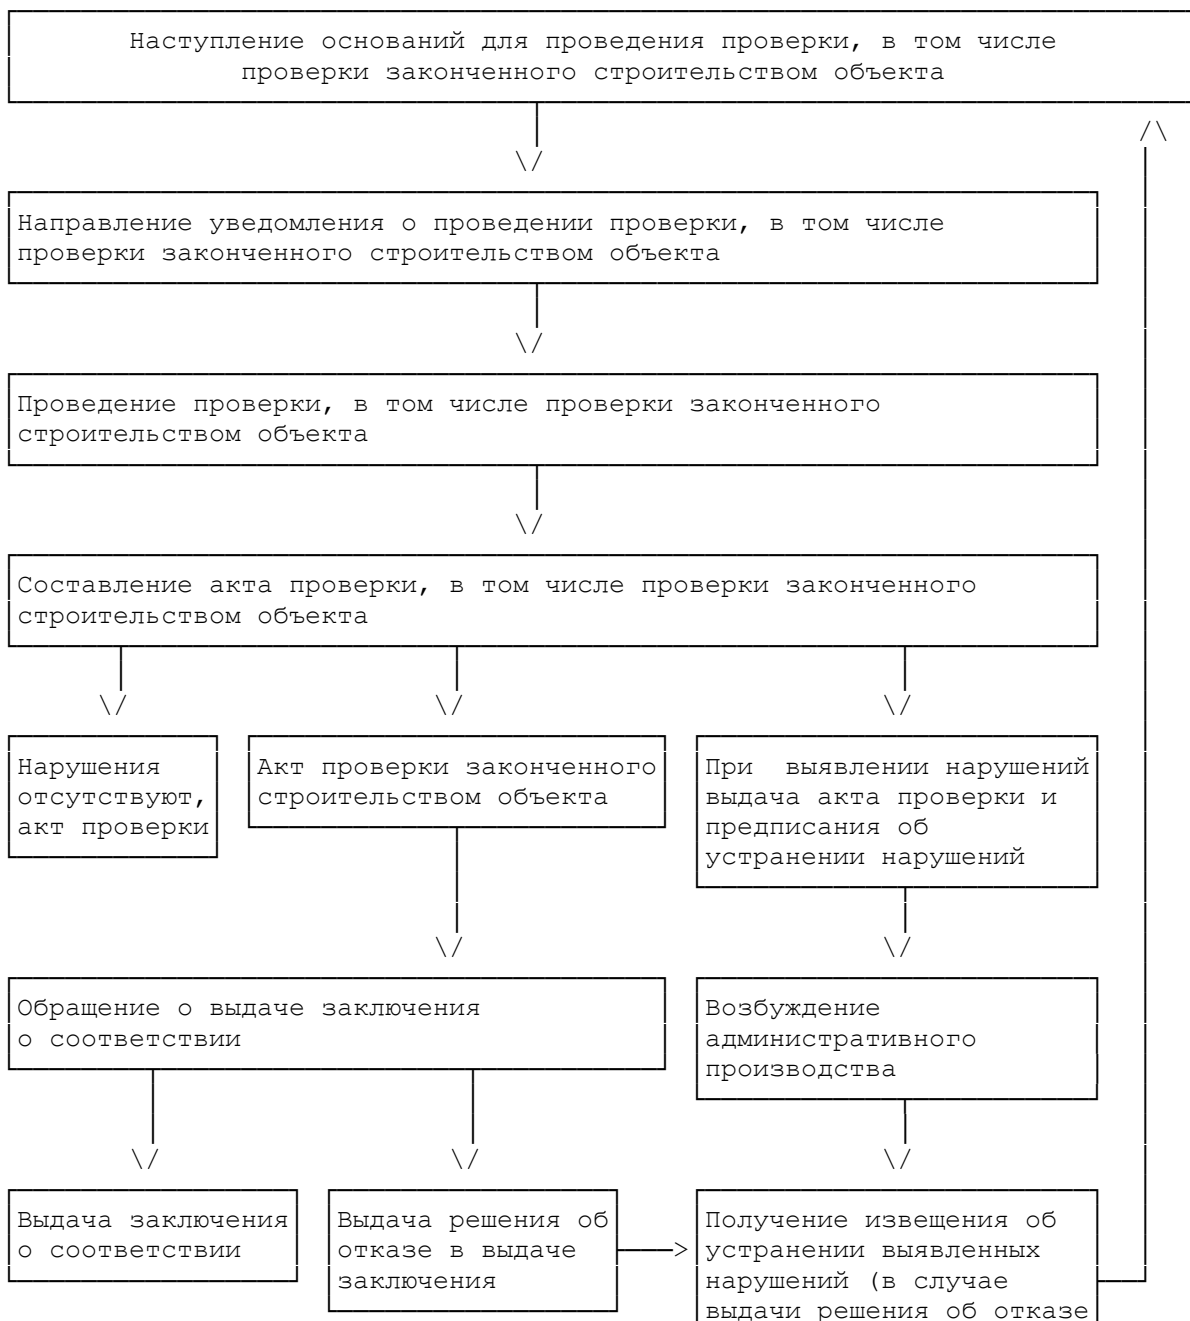 Наступление оснований для проведения проверки, в том числе
проверки законченного строительством объекта
Направление уведомления о проведении проверки, в том числе
проверки законченного строительством объекта
Проведение проверки, в том числе проверки законченного
строительством объекта
Составление акта проверки, в том числе проверки законченного
строительством объекта
Нарушения
отсутствуют,
акт проверки
Акт проверки законченного
строительством объекта
При выявлении нарушений
выдача акта проверки и
предписания об
устранении нарушений
Обращение о выдаче заключения
о соответствии
Возбуждение
административного
производства
Выдача заключения
о соответствии
Выдача решения об
отказе в выдаче
заключения
Получение извещения об
устранении выявленных
нарушений (в случае
выдачи решения об отказе